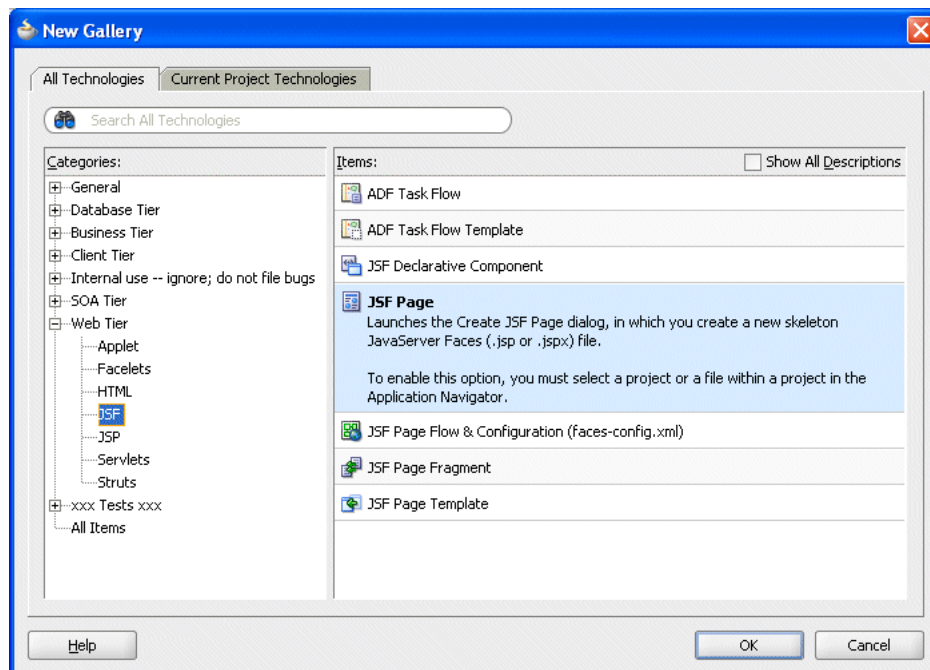 New Gallery
All Technologies
Current Project Technologies
Search All Technologies
Categories:
General
Database Tier
Business Tier
Client Tier
Internal use -- ignore; do not file bugs
SOA Tier
Web Tier
Applet
Facelets
HTML
JSF
JSP
Servlets
Struts
xxx Tests xxx
All Items
Items:
Show All Descriptions
ADF Task Flow
ADF Task Flow Template
JSF Declarative Component
JSF Page
Launches the Create JSF Page dialog, in which you create a new skeleton
JavaServer Faces (.jsp or .jspx) file.
To enable this option, you must select a project or a file within a project in the
Application Navigator.
JSF Page Flow & Configuration (faces-config.xml)
JSF Page Fragment
JSF Page Template
Help
OK
Cancel